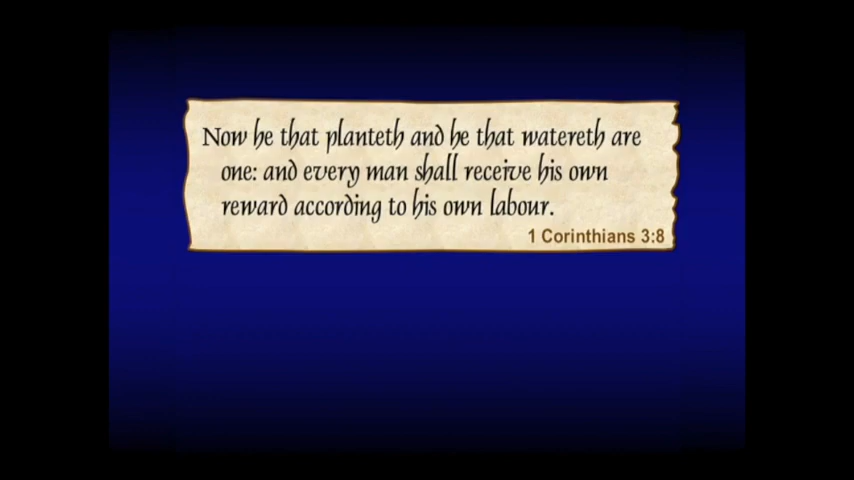 Now he that planteth and he that watereth are
one: and every man shall receive his own
reward according to his own labour.
1 Corinthians 3:8